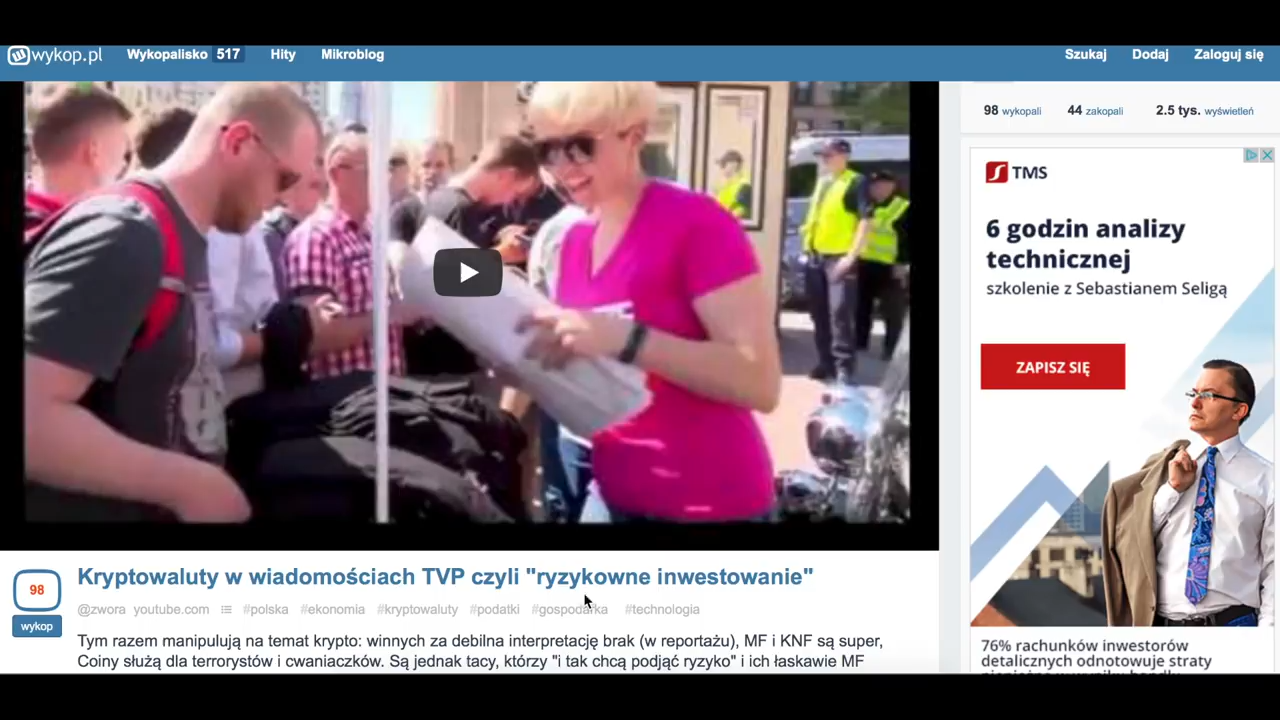 wykop.pl Wykopalisko 517 Hity Mikroblog Szukaj Dodaj Zaloguj się
98 wykopali 44 zakopali 2.5 tys. wyświetleń
TMS
6 godzin analizy
technicznej
szkolenie z Sebastianem Seligą
ZAPISZ SIĘ
76% rachunków inwestorów
detalicznych odnotowuje straty
98
wykop
Kryptowaluty w wiadomościach TVP czyli "ryzykowne inwestowanie"
@zwora youtube.com #polska #ekonomia #kryptowaluty #podatki #gospodarka #technologia
Tym razem manipulują na temat krypto: winnych za debilna interpretację brak (w reportażu), MF i KNF są super,
Coiny służą dla terrorystów i cwaniaczków. Są jednak tacy, którzy "i tak chcą podjąć ryzyko" i ich łaskawie MF